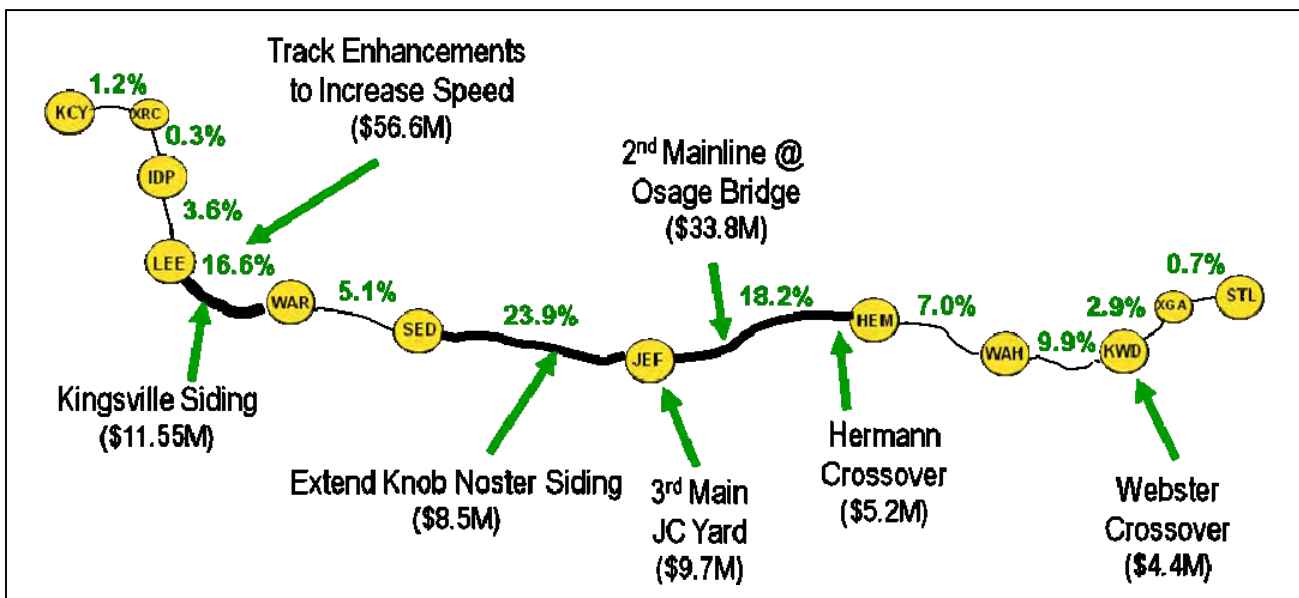 Track Enhancements
to Increase Speed
($56.6M)
1.2%
KCY
XRC
0.3%
IDP
3.6%
LEE
16.6%
WAR
5.1%
SED
23.9%
JEF
2nd Mainline @
Osage Bridge
($33.8M)
18.2%
HEM
7.0%
WAH
9.9%
KWD
2.9%
XGA
0.7%
STL
Kingsville Siding
($11.55M)
Extend Knob Noster Siding
($8.5M)
3rd Main
JC Yard
($9.7M)
Hermann
Crossover
($5.2M)
Webster
Crossover
($4.4M)